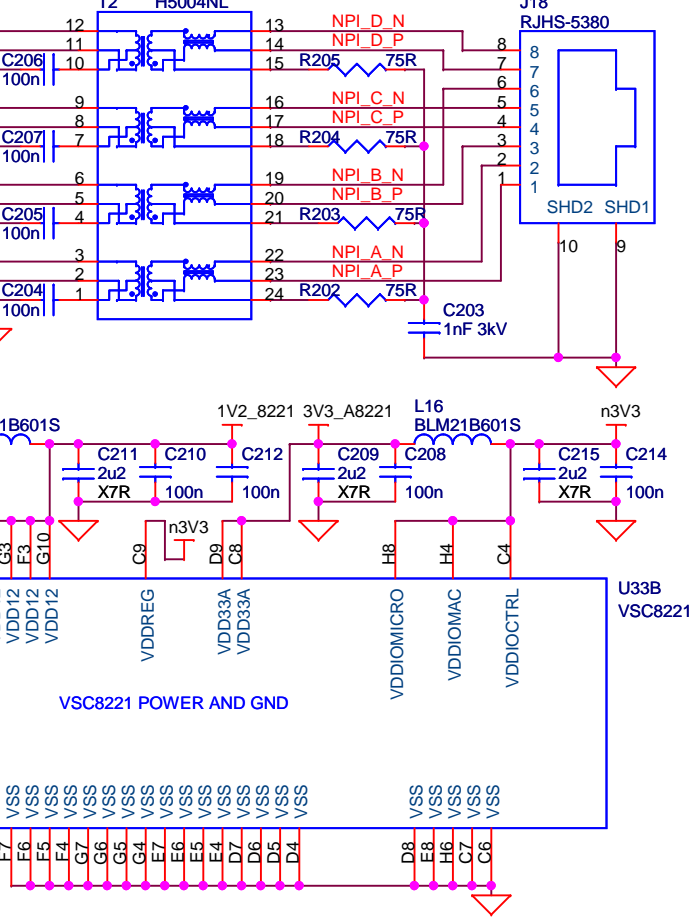 T2 H5004NL J18
RJHS-5380
12 13 NPI_D_N
11 14 NPI_D_P 8 8
C206 10 15 R205 75R 7 7
100n
9 16 NPI_C_N 6 6
8 17 NPI_C_P 5 5
C207 7 18 R204 75R 4 4
100n 3 3
6 19 NPI_B_N 2 2
5 20 NPI_B_P 1 1
C205 4 21 R203 75R SHD2 SHD1
100n
3 22 NPI_A_N 10 9
2 23 NPI_A_P
C204 1 24 R202 75R
100n
C203
1nF 3kV
1B601S 1V2_8221 3V3_A8221 L16 n3V3
BLM21B601S
C211 C210 C212 C209 C208 C215 C214
2u2 2u2 2u2
X7R 100n 100n X7R 100n X7R 100n
n3V3
G3 F3 G10 C9 D9 C8 H8 H4 C4
U33B
VSC8221
VDD12 VDD12 VDD12 VDDREG VDD33A VDD33A VDDIOMICRO VDDIOMAC VDDIOCTRL
VSC8221 POWER AND GND
VSS VSS VSS VSS VSS VSS VSS VSS VSS VSS VSS VSS VSS VSS VSS VSS VSS VSS VSS VSS VSS
F7 F6 F5 F4 G7 G6 G5 G4 E7 E6 E5 E4 D7 D6 D5 D4 D8 E8 H6 C7 C6